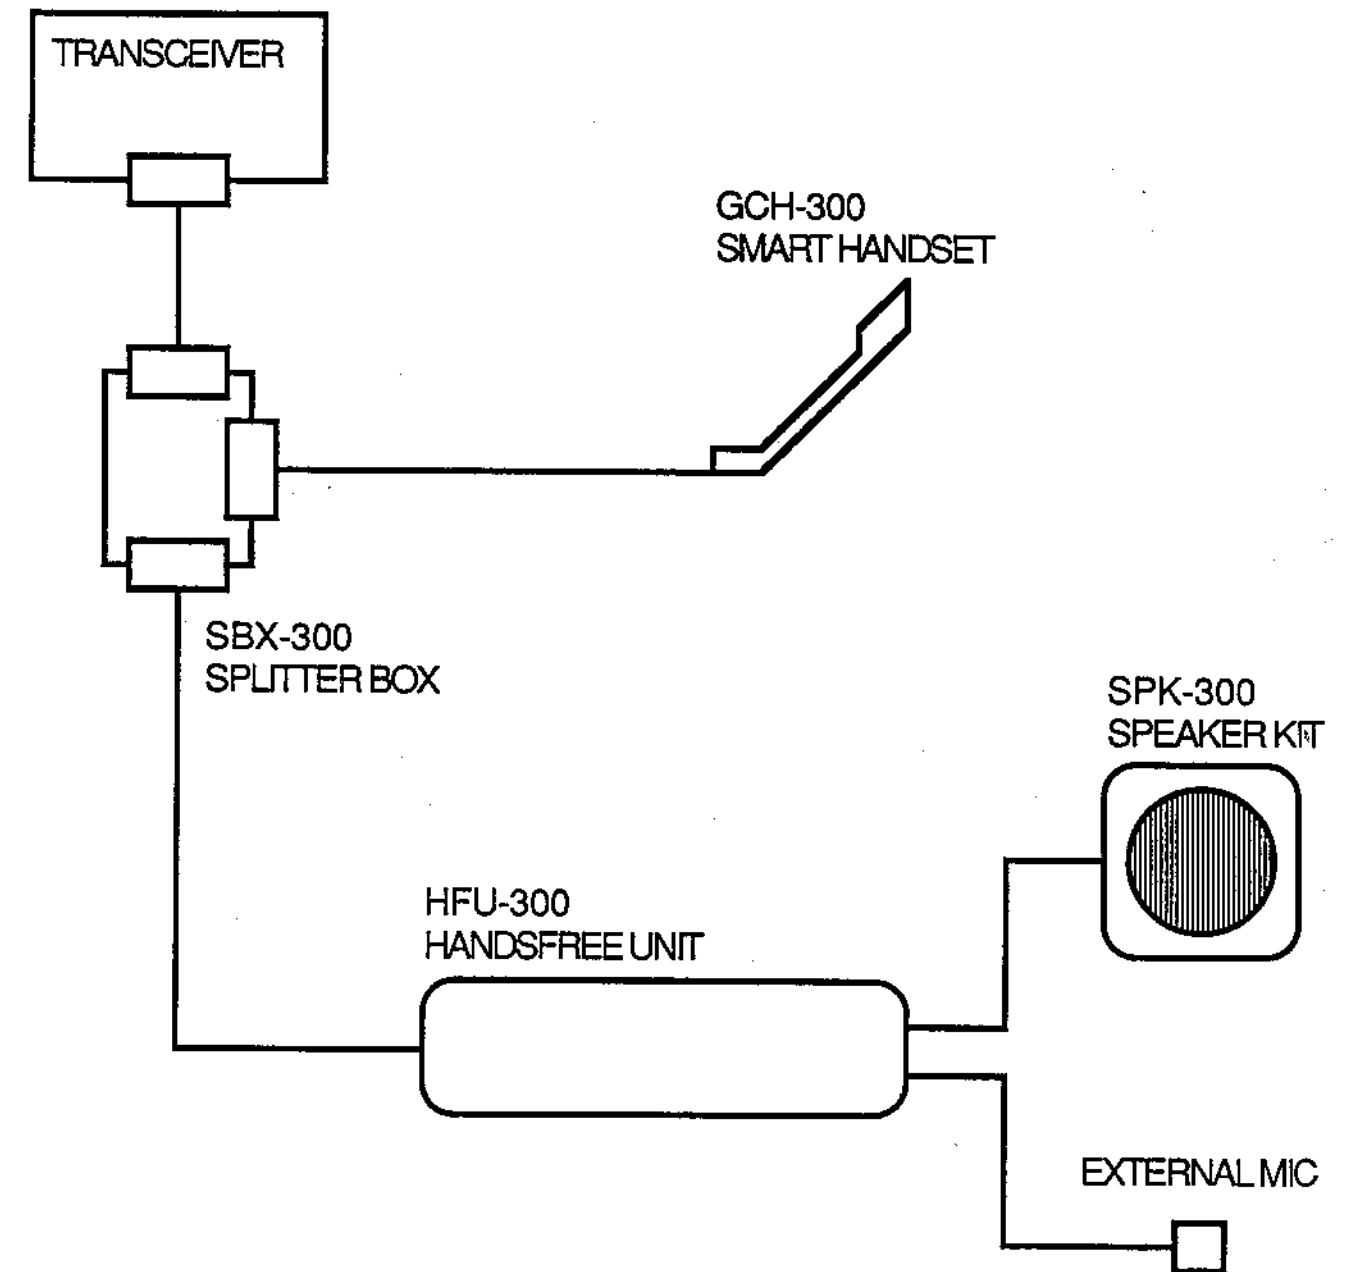 TRANSCEIVER
GCH-300
SMART HANDSET
SBX-300
SPLITTER BOX
SPK-300
SPEAKER KIT
HFU-300
HANDSFREE UNIT
EXTERNAL MIC